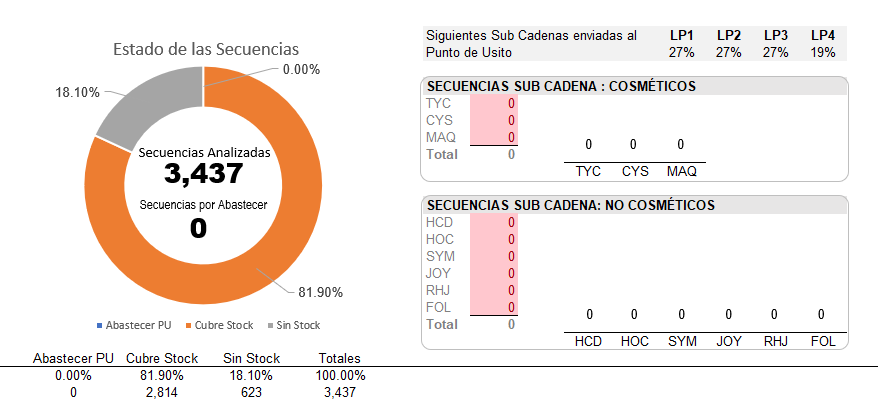 Estado de las Secuencias
0.00%
18.10%
Secuencias Analizadas
3,437
Secuencias por Abastecer
0
81.90%
Abastecer PU Cubre Stock Sin Stock
Abastecer PU Cubre Stock Sin Stock Totales
0.00% 81.90% 18.10% 100.00%
0 2,814 623 3,437
Siguientes Sub Cadenas enviadas al LP1 LP2 LP3 LP4
Punto de Usito 27% 27% 27% 19%
SECUENCIAS SUB CADENA : COSMÉTICOS
TYC 0
CYS 0
MAQ 0
Total 0
0 0 0
TYC CYS MAQ
SECUENCIAS SUB CADENA: NO COSMÉTICOS
HCD 0
HOC 0
SYM 0
JOY 0
RHJ 0
FOL 0
Total 0
0 0 0 0 0 0
HCD HOC SYM JOY RHJ FOL